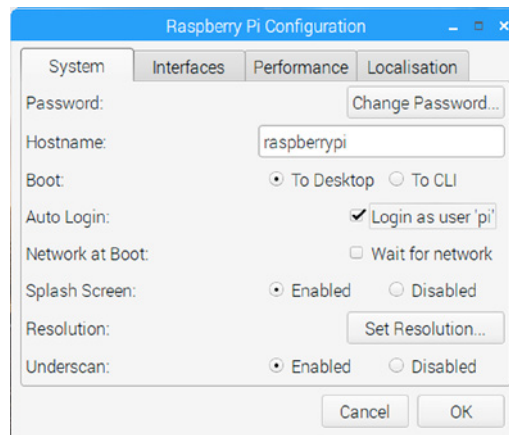 Raspberry Pi Configuration
System Interfaces Performance Localisation
Password: Change Password...
Hostname: raspberrypi
Boot: To Desktop To CLI
Auto Login: Login as user 'pi'
Network at Boot: Wait for network
Splash Screen: Enabled Disabled
Resolution: Set Resolution...
Underscan: Enabled Disabled
Cancel OK